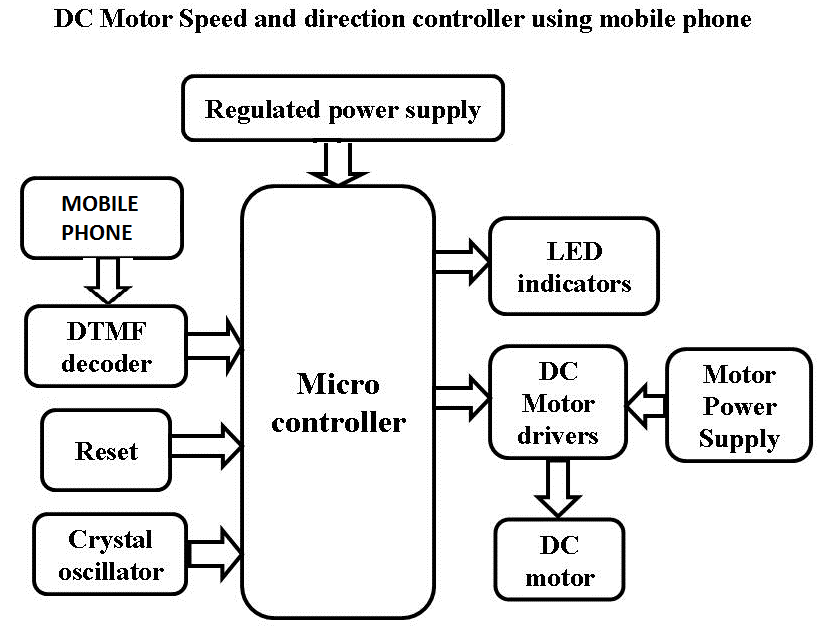 DC Motor Speed and direction controller using mobile phone
Regulated power supply
MOBILE
PHONE
DTMF
decoder
Reset
Crystal
oscillator
Micro
controller
LED
indicators
DC
Motor
drivers
Motor
Power
Supply
DC
motor